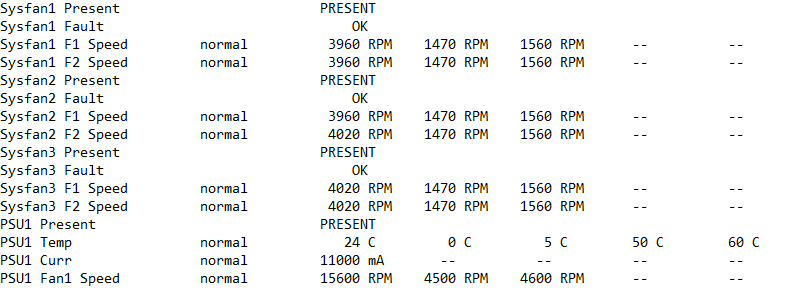 Sysfan1 Present                         PRESENT
Sysfan1 Fault                               OK
Sysfan1 F1 Speed         normal          3960 RPM    1470 RPM    1560 RPM      --          --
Sysfan1 F2 Speed         normal          3960 RPM    1470 RPM    1560 RPM      --          --
Sysfan2 Present                         PRESENT
Sysfan2 Fault                               OK
Sysfan2 F1 Speed         normal          3960 RPM    1470 RPM    1560 RPM      --          --
Sysfan2 F2 Speed         normal          4020 RPM    1470 RPM    1560 RPM      --          --
Sysfan3 Present                         PRESENT
Sysfan3 Fault                               OK
Sysfan3 F1 Speed         normal          4020 RPM    1470 RPM    1560 RPM      --          --
Sysfan3 F2 Speed         normal          4020 RPM    1470 RPM    1560 RPM      --          --
PSU1 Present                            PRESENT
PSU1 Temp                normal            24 C         0 C         5 C        50 C        60 C
PSU1 Curr                normal         11000 mA       --          --          --          --
PSU1 Fan1 Speed          normal         15600 RPM    4500 RPM    4600 RPM      --          --